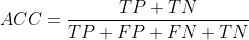 ACC = \frac{TP + TN}{TP + FP + FN + TN}